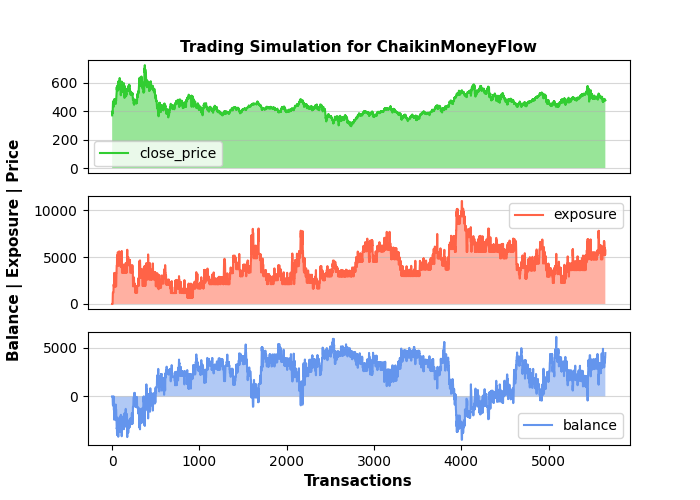 Trading Simulation for ChaikinMoneyFlow
Balance | Exposure | Price
600
400
200
0
close_price
10000
5000
0
exposure
5000
0
balance
0
1000
2000
3000
4000
5000
Transactions